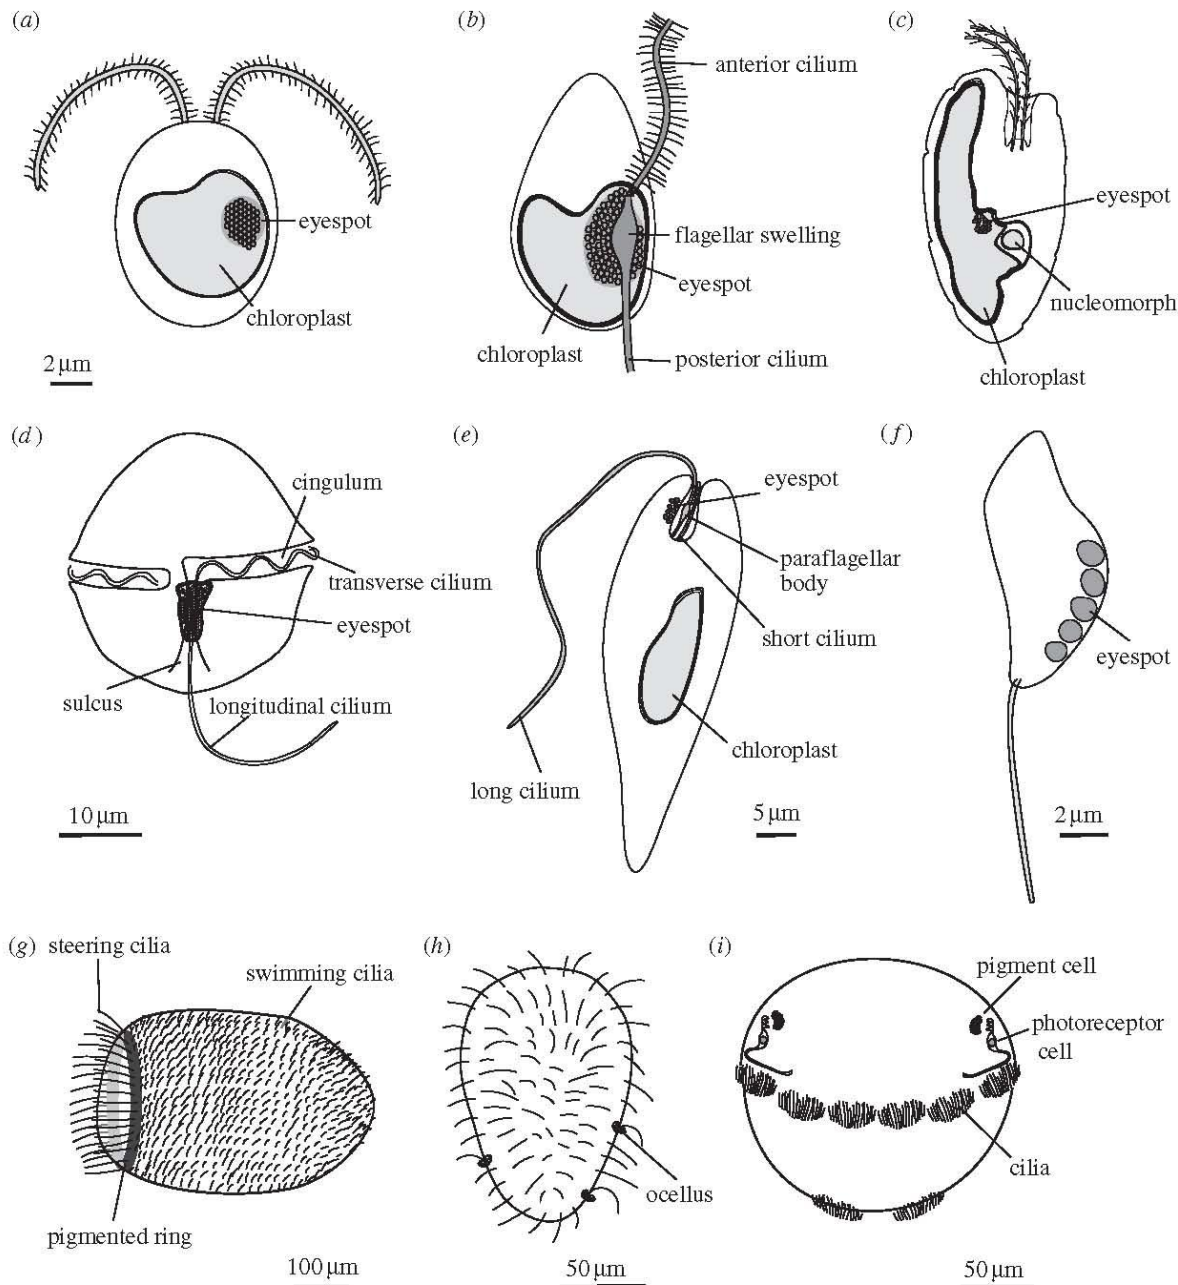 (a)
eyespot
chloroplast
2 µm
(b)
anterior cilium
flagellar swelling
eyespot
chloroplast
posterior cilium
(c)
eyespot
nucleomorph
chloroplast
(d)
cingulum
transverse cilium
eyespot
sulcus
longitudinal cilium
10 µm
(e)
eyespot
paraflagellar
body
short cilium
chloroplast
long cilium
5 µm
(f)
eyespot
2 µm
(g)
steering cilia
swimming cilia
pigmented ring
100 µm
(h)
ocellus
50 µm
(i)
pigment cell
photoreceptor
cell
cilia
50 µm